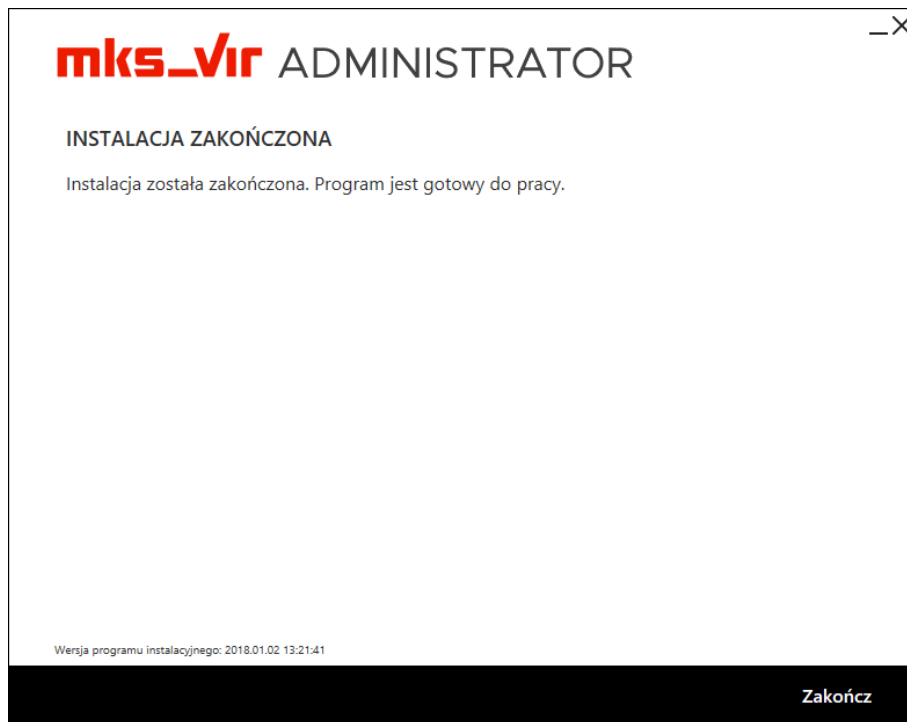 mks_vir ADMINISTRATOR
INSTALACJA ZAKOŃCZONA
Instalacja została zakończona. Program jest gotowy do pracy.
Wersja programu instalacyjnego: 2018.01.02 13:21:41
Zakończ